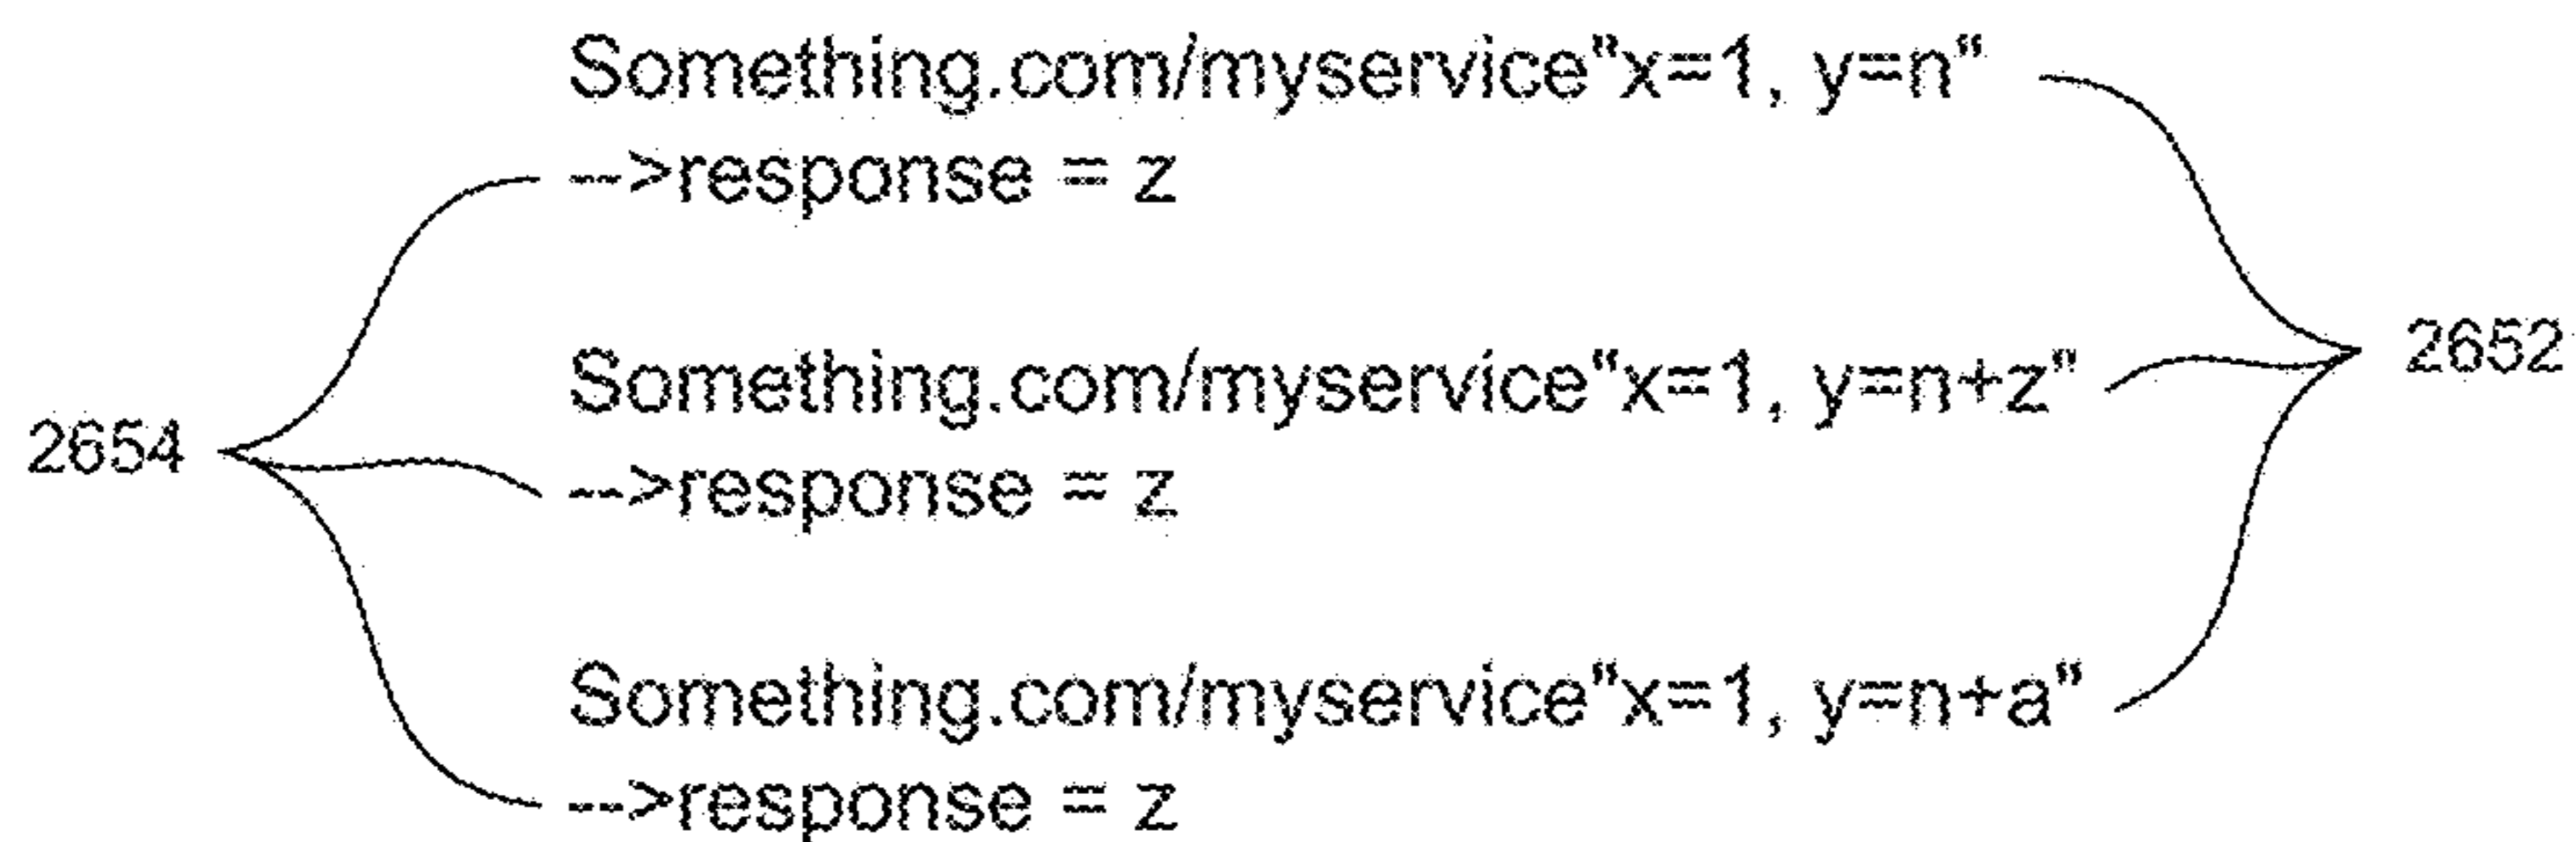 Something.com/myservice"x=1, y=n"
-->response = z
2652
Something.com/myservice"x=1, y=n+z"
2654
-->response = z
Something.com/myservice"x=1, y=n+a"
-->response = z